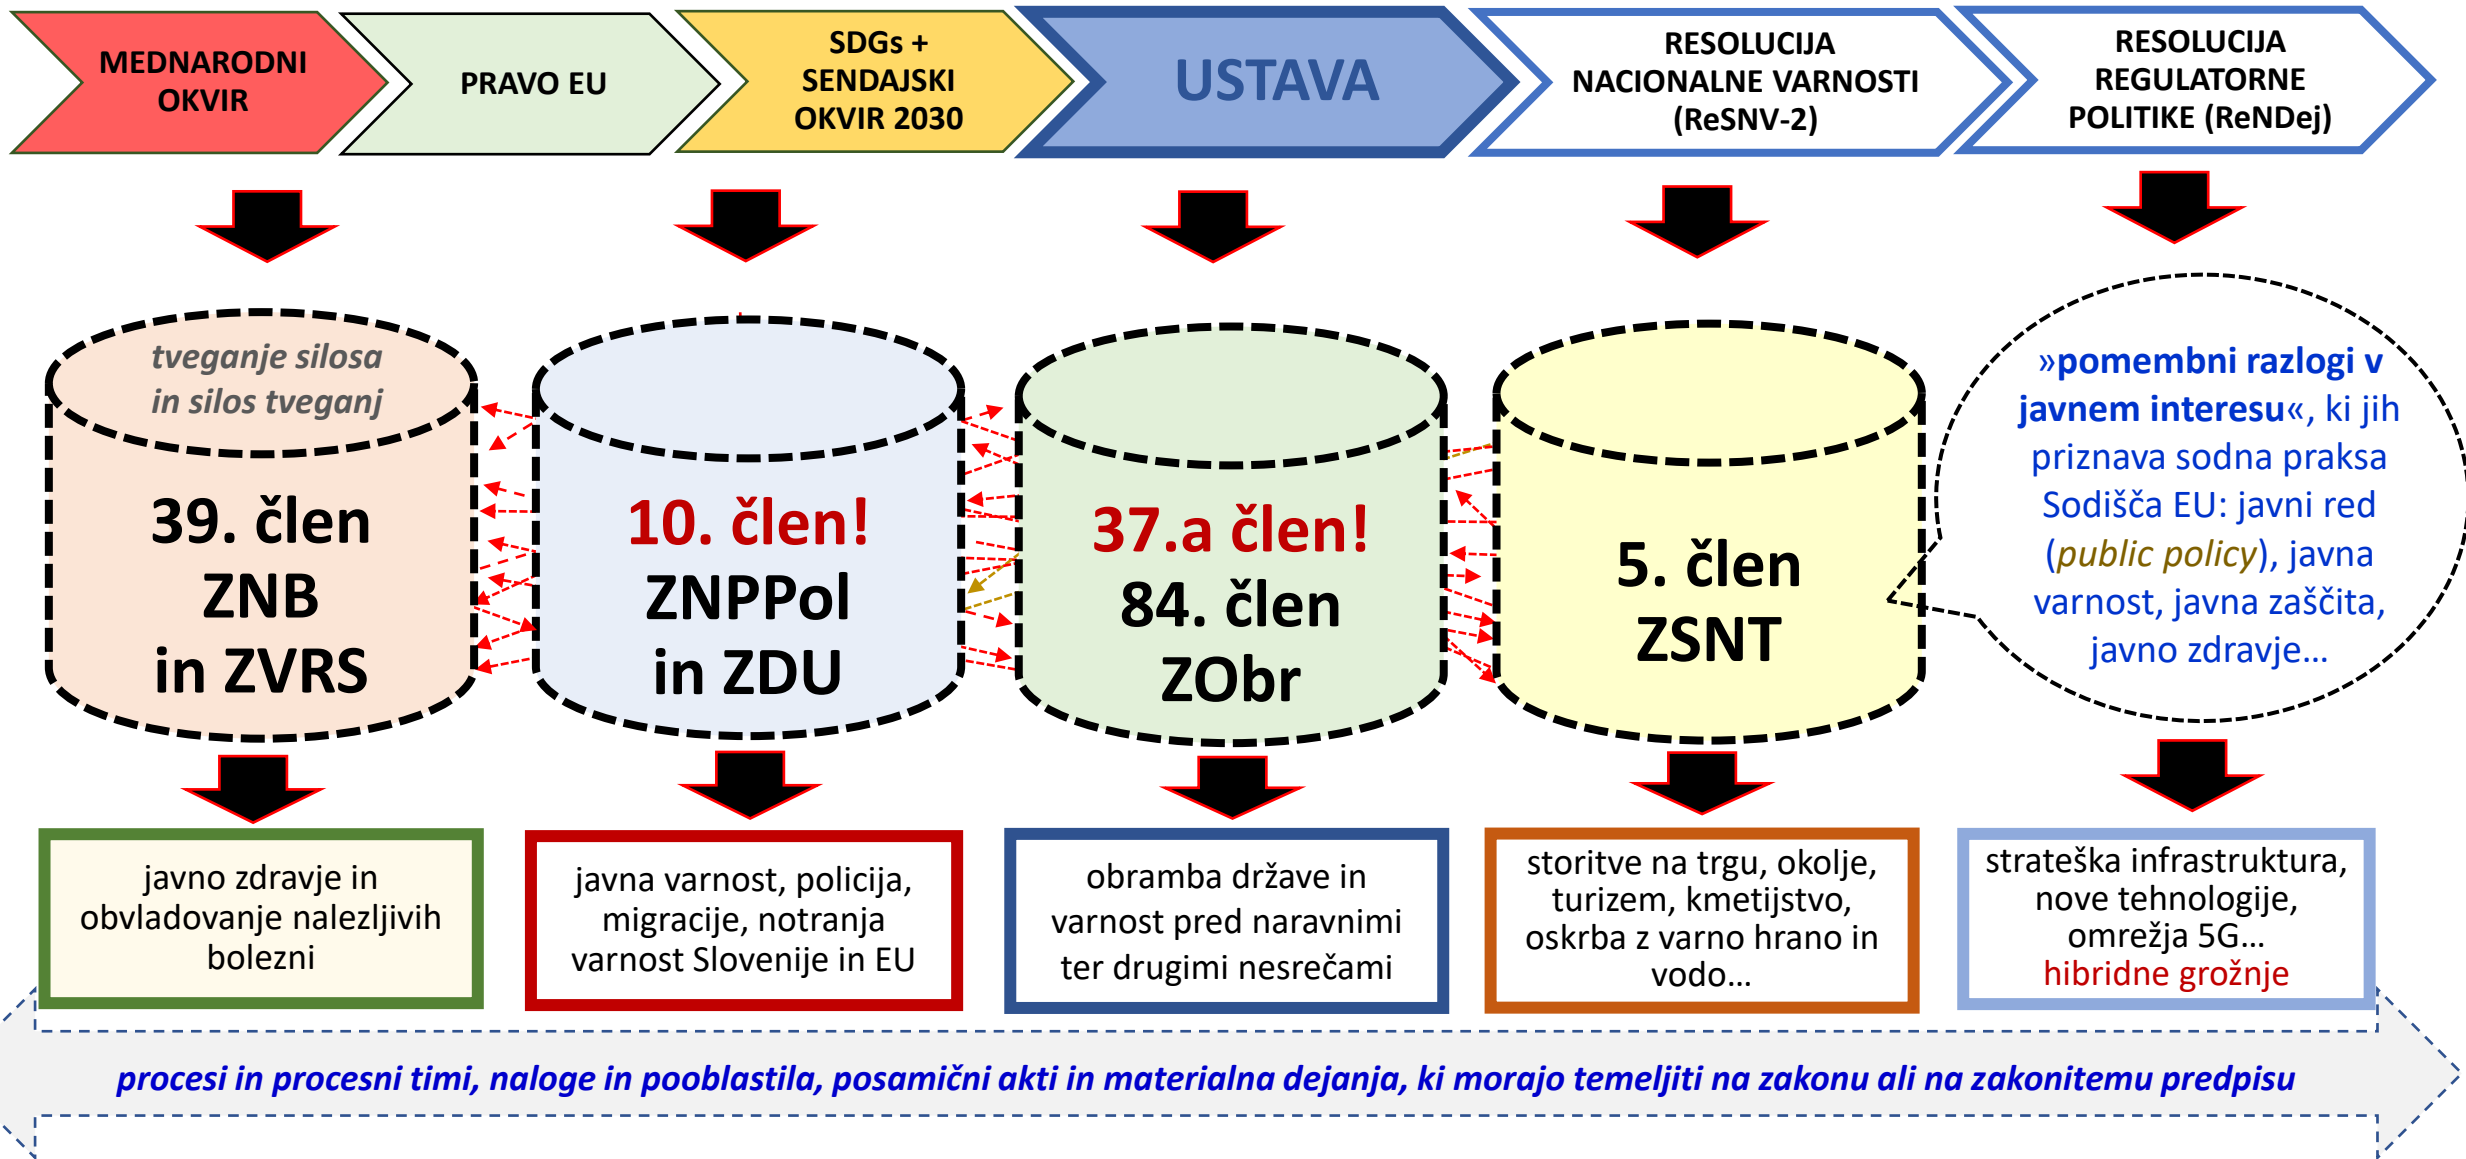 MEDNARODNI
OKVIR
PRAVO EU
SDGs +
SENDAJSKI
OKVIR 2030
USTAVA
RESOLUCIJA
NACIONALNE VARNOSTI
(ReSNV-2)
RESOLUCIJA
REGULATORNE
POLITIKE (ReNDej)
tveganje silosa
in silos tveganj
39. člen
ZNB
in ZVRS
10. člen!
ZNPPol
in ZDU
37.a člen!
84. člen
ZObr
5. člen
ZSNT
»pomembni razlogi v
javnem interesu«, ki jih
priznava sodna praksa
Sodišča EU: javni red
(public policy), javna
varnost, javna zaščita,
javno zdravje…
javno zdravje in
obvladovanje nalezljivih
bolezni
javna varnost, policija,
migracije, notranja
varnost Slovenije in EU
obramba države in
varnost pred naravnimi
ter drugimi nesrečami
storitve na trgu, okolje,
turizem, kmetijstvo,
oskrba z varno hrano in
vodo…
strateška infrastruktura,
nove tehnologije,
omrežja 5G…
hibridne grožnje
procesi in procesni timi, naloge in pooblastila, posamični akti in materialna dejanja, ki morajo temeljiti na zakonu ali na zakonitemu predpisu